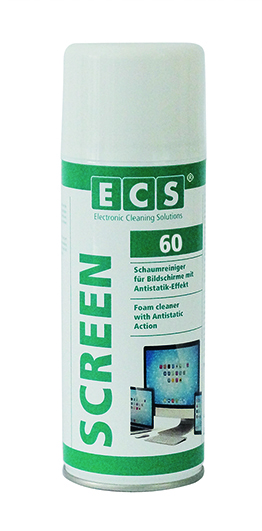 ECS®
Electronic Cleaning Solutions
60
Schaumreiniger
für Bildschirme mit
Antistatik-Effekt
Foam cleaner
with Antistatic
Action
SCREEN